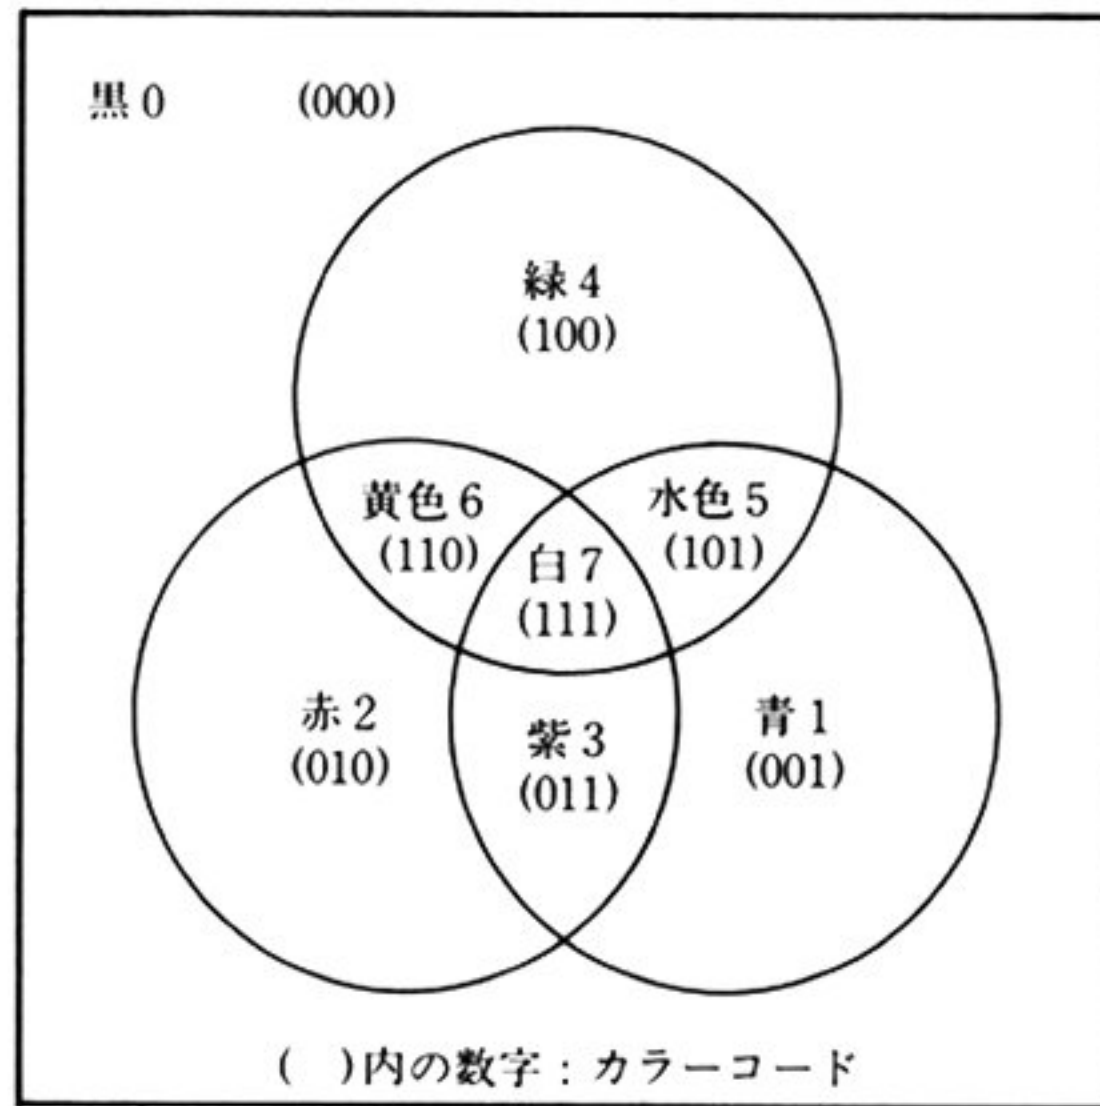 黒0 (000)
緑4
(100)
黄色6
(110)
水色5
(101)
白7
(111)
赤2
(010)
紫3
(011)
青1
(001)
( )内の数字:カラーコード